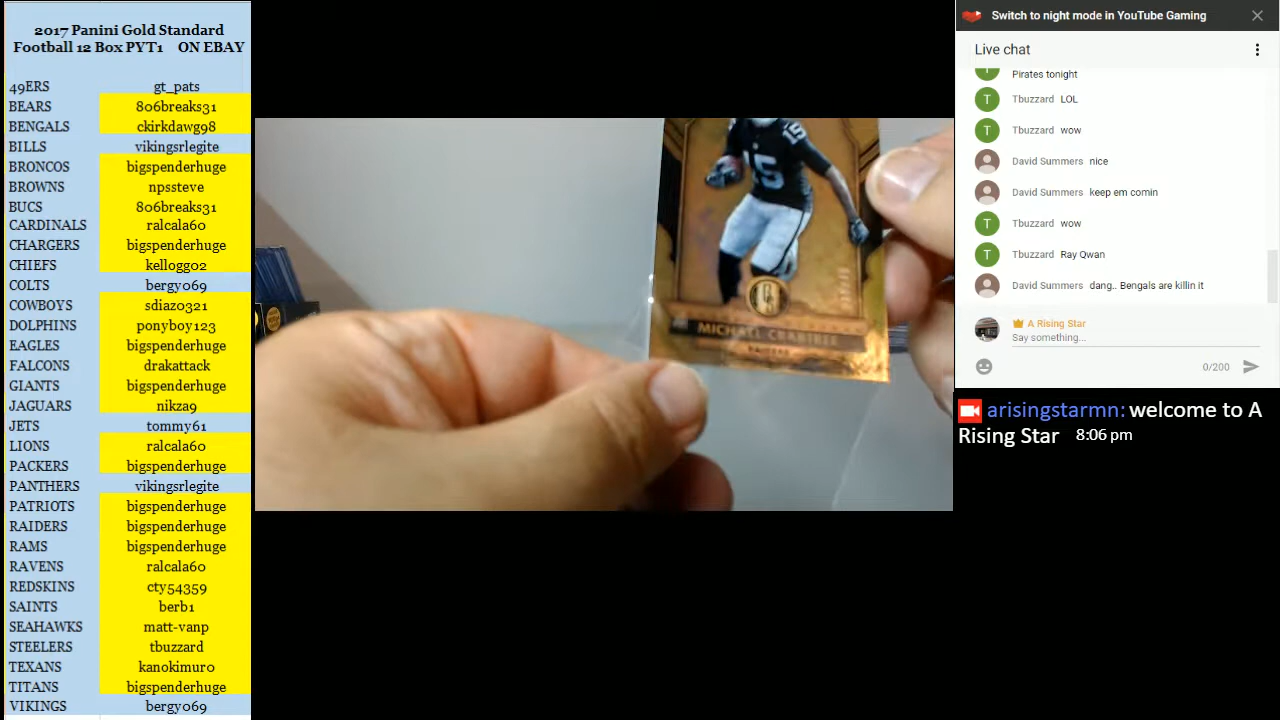 2017 Panini Gold Standard
Football 12 Box PYT1 ON EBAY
49ERS gt_pats
BEARS 806breaks31
BENGALS ckirkdawg98
BILLS vikingsrlegite
BRONCOS bigspenderhuge
BROWNS npssteve
BUCS 806breaks31
CARDINALS ralcala60
CHARGERS bigspenderhuge
CHIEFS kellogg02
COLTS bergy069
COWBOYS sdiaz0321
DOLPHINS ponyboy123
EAGLES bigspenderhuge
FALCONS drakattack
GIANTS bigspenderhuge
JAGUARS nikza9
JETS tommy61
LIONS ralcala60
PACKERS bigspenderhuge
PANTHERS vikingsrlegite
PATRIOTS bigspenderhuge
RAIDERS bigspenderhuge
RAMS bigspenderhuge
RAVENS ralcala60
REDSKINS cty54359
SAINTS berb1
SEAHAWKS matt-vanp
STEELERS tbuzzard
TEXANS kanokimuro
TITANS bigspenderhuge
VIKINGS bergy069
15
15
MICHAEL CRABTREE
RAIDERS
Switch to night mode in YouTube Gaming
Live chat
T Pirates tonight
T Tbuzzard LOL
T Tbuzzard wow
David Summers nice
David Summers keep em comin
T Tbuzzard wow
T Tbuzzard Ray Qwan
David Summers dang.. Bengals are killin it
A Rising Star
Say something...
0/200
arisingstarmn: welcome to A
Rising Star 8:06 pm